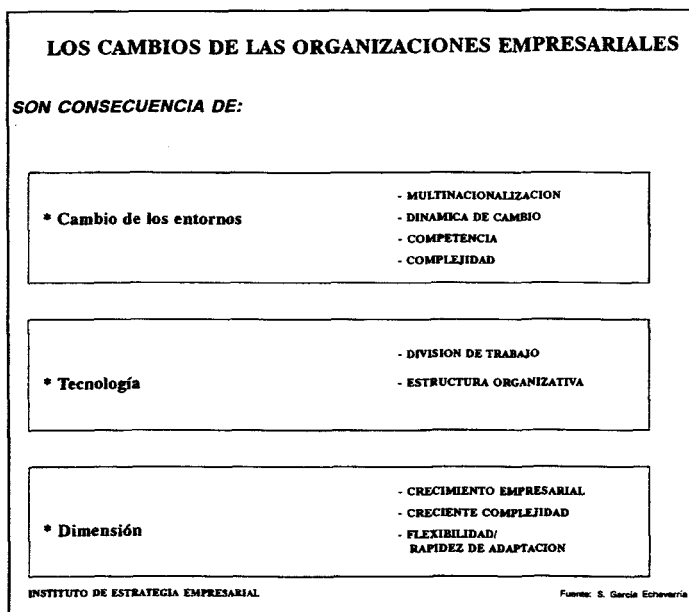 LOS CAMBIOS DE LAS ORGANIZACIONES EMPRESARIALES
SON CONSECUENCIA DE:
* Cambio de los entornos
- MULTINACIONALIZACION
- DINAMICA DE CAMBIO
- COMPETENCIA
- COMPLEJIDAD
* Tecnología
- DIVISION DE TRABAJO
- ESTRUCTURA ORGANIZATIVA
* Dimensión
- CRECIMIENTO EMPRESARIAL
- CRECIENTE COMPLEJIDAD
- FLEXIBILIDAD/
RAPIDEZ DE ADAPTACION
INSTITUTO DE ESTRATEGIA EMPRESARIAL
Fuente: S. García Echevarría